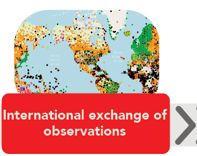 International exchange of
observations